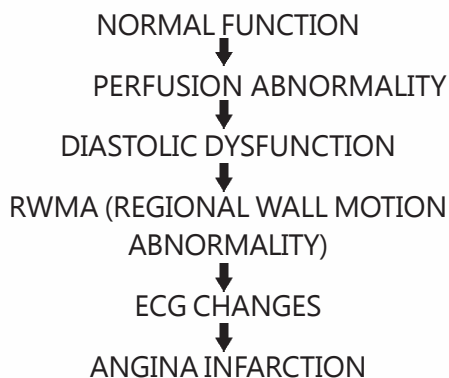 NORMAL FUNCTION
PERFUSION ABNORMALITY
DIASTOLIC DYSFUNCTION
RWMA (REGIONAL WALL MOTION
ABNORMALITY)
ECG CHANGES
ANGINA INFARCTION